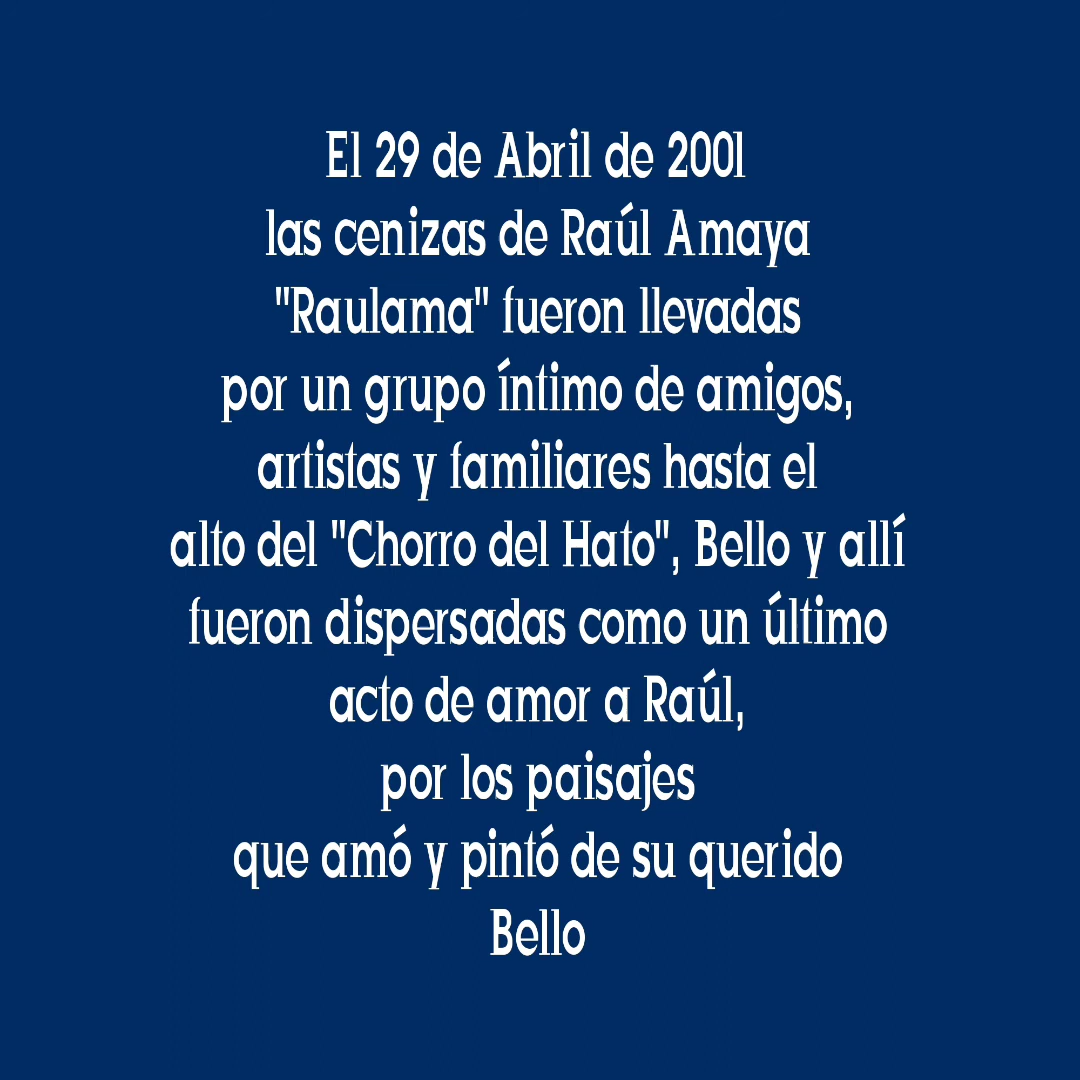 El 29 de Abril de 2001
las cenizas de Raúl Amaya
"Raulama" fueron llevadas
por un grupo íntimo de amigos,
artistas y familiares hasta el
alto del "Chorro del Hato", Bello y allí
fueron dispersadas como un último
acto de amor a Raúl,
por los paisajes
que amó y pintó de su querido
Bello